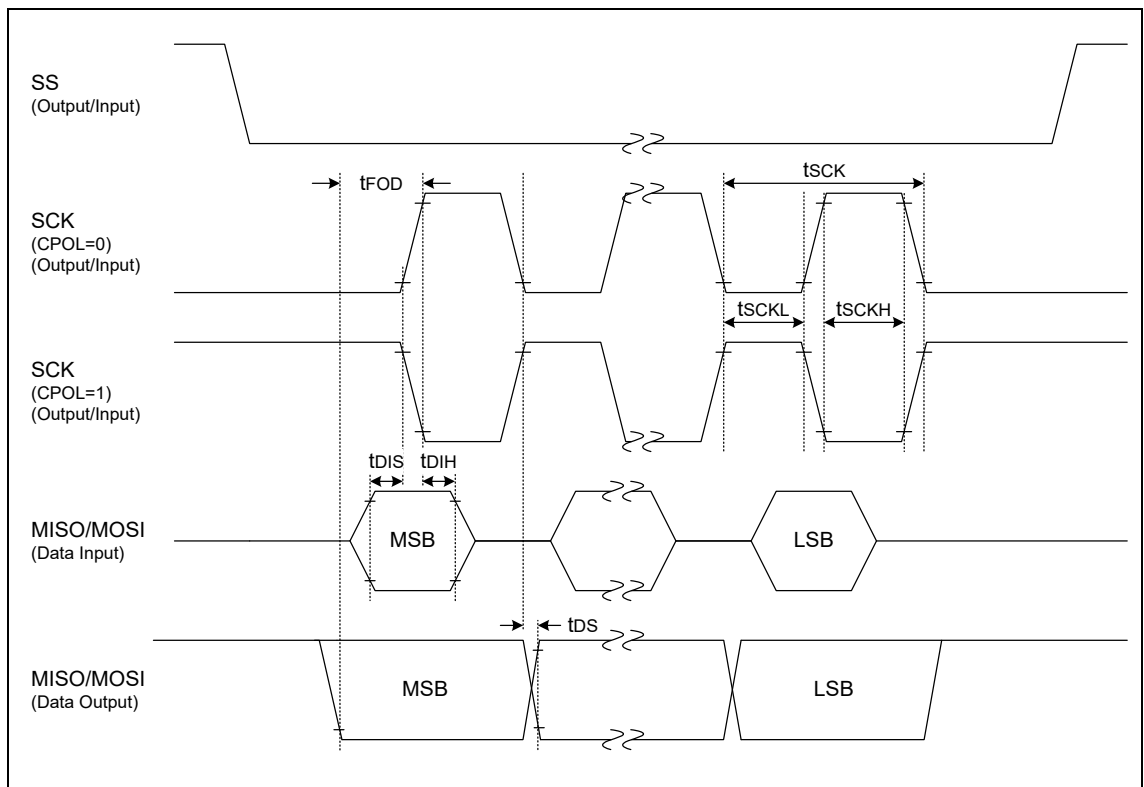 SS
(Output/Input)
tFOD
tSCK
SCK
(CPOL=0)
(Output/Input)
tSCKL
tSCKH
SCK
(CPOL=1)
(Output/Input)
tDIS
tDIH
MISO/MOSI
(Data Input)
MSB
LSB
tDS
MISO/MOSI
(Data Output)
MSB
LSB